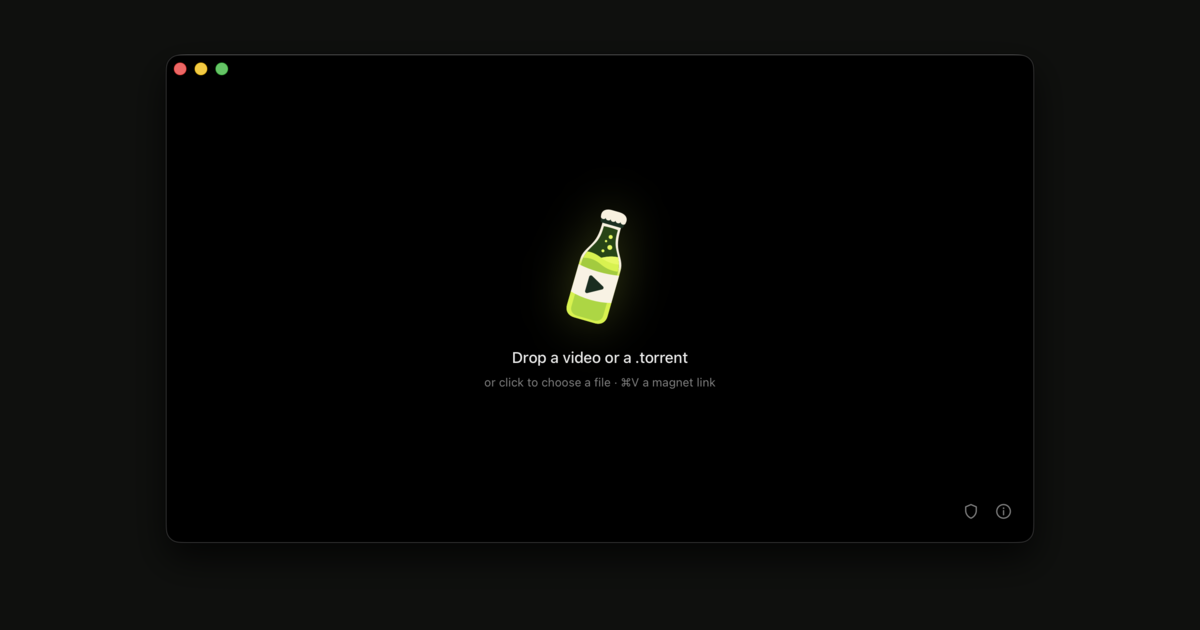 Drop a video or a .torrent
or click to choose a file · ⌘V a magnet link